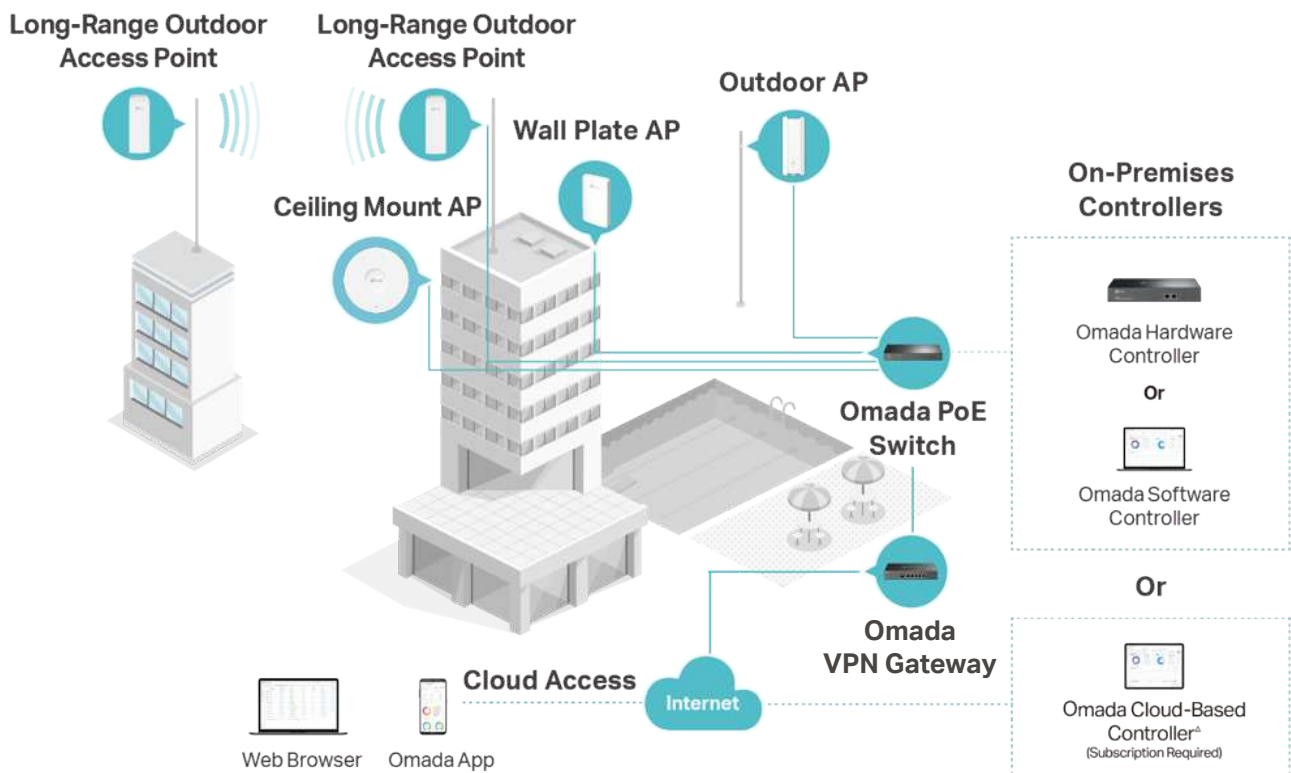 Long-Range Outdoor
Access Point
Long-Range Outdoor
Access Point
Outdoor AP
Wall Plate AP
Ceiling Mount AP
On-Premises
Controllers
Omada Hardware
Controller
Or
Omada Software
Controller
Omada PoE
Switch
Or
Omada
VPN Gateway
Cloud Access
Internet
Omada Cloud-Based
Controller△
(Subscription Required)
Web Browser
Omada App